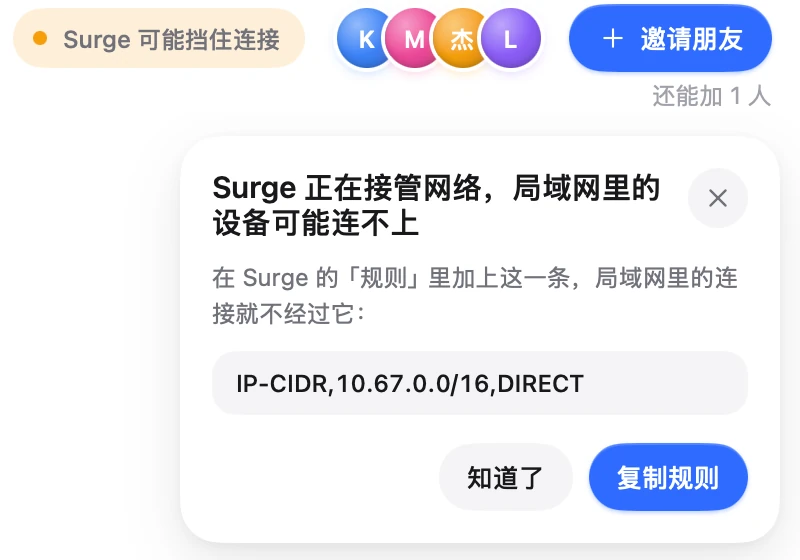 Surge 可能挡住连接
K
M
杰
L
+ 邀请朋友
还能加 1 人
Surge 正在接管网络，局域网里的
设备可能连不上
在 Surge 的「规则」里加上这一条，局域网里的连
接就不经过它：
IP-CIDR,10.67.0.0/16,DIRECT
知道了
复制规则